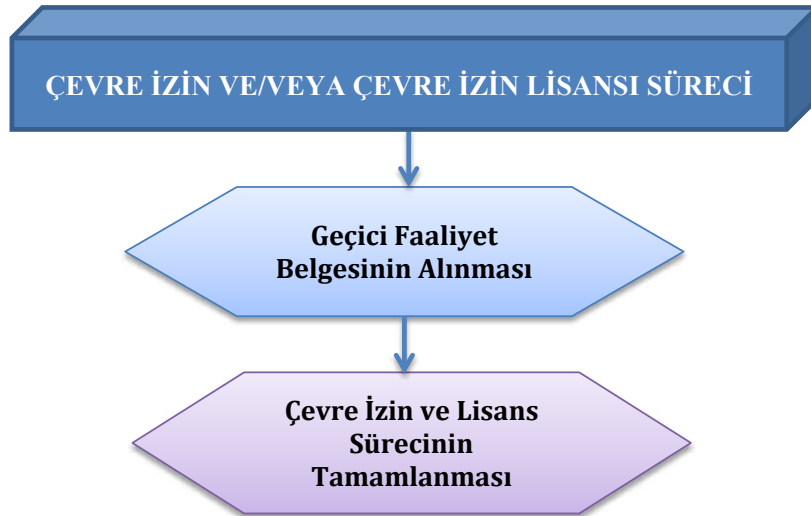 ÇEVRE İZİN VE/VEYA ÇEVRE İZİN LİSANSI SÜRECİ
Geçici Faaliyet
Belgesinin Alınması
Çevre İzin ve Lisans
Sürecinin
Tamamlanması